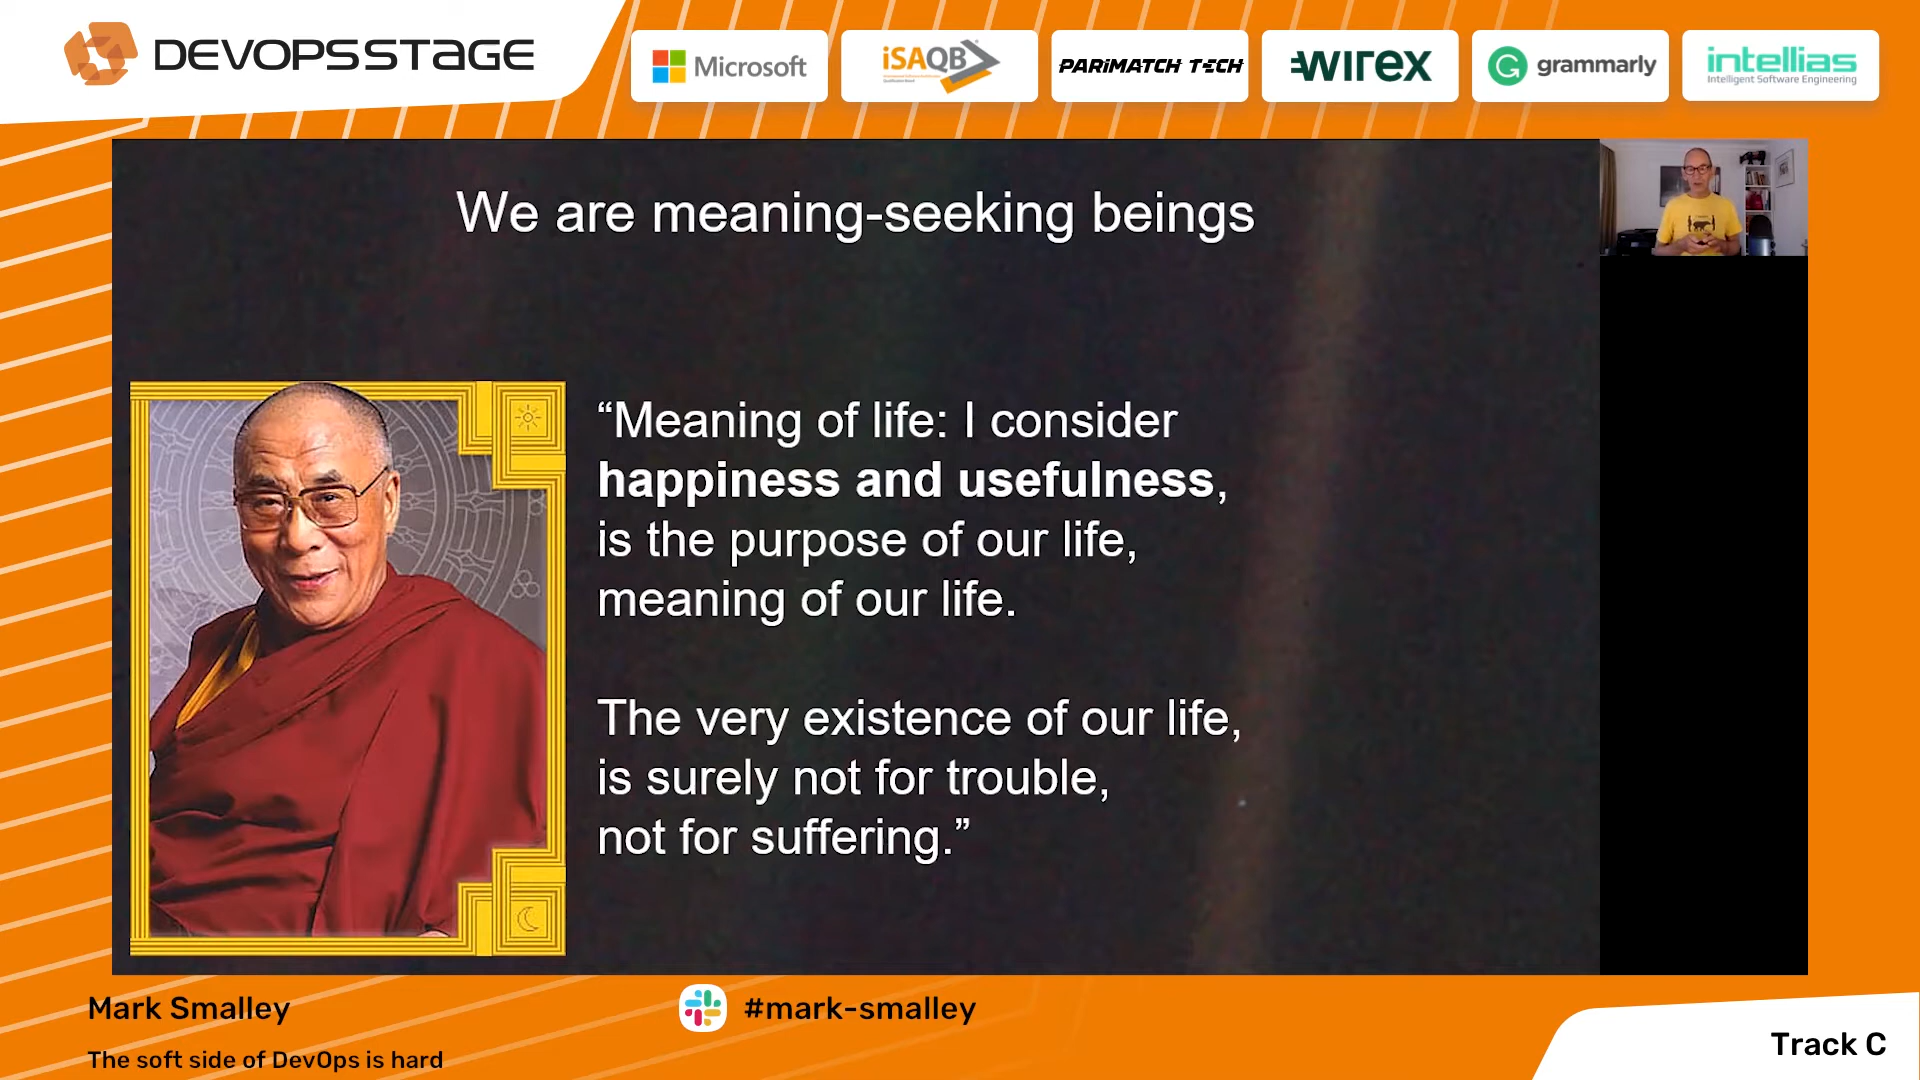 DEVOPSSTAGE
Microsoft
iSAQB
PARIMATCH TECH
WIREX
grammarly
intellias
Intelligent Software Engineering
We are meaning-seeking beings
“Meaning of life: I consider
happiness and usefulness,
is the purpose of our life,
meaning of our life.
The very existence of our life,
is surely not for trouble,
not for suffering.”
Mark Smalley
#mark-smalley
The soft side of DevOps is hard
Track C